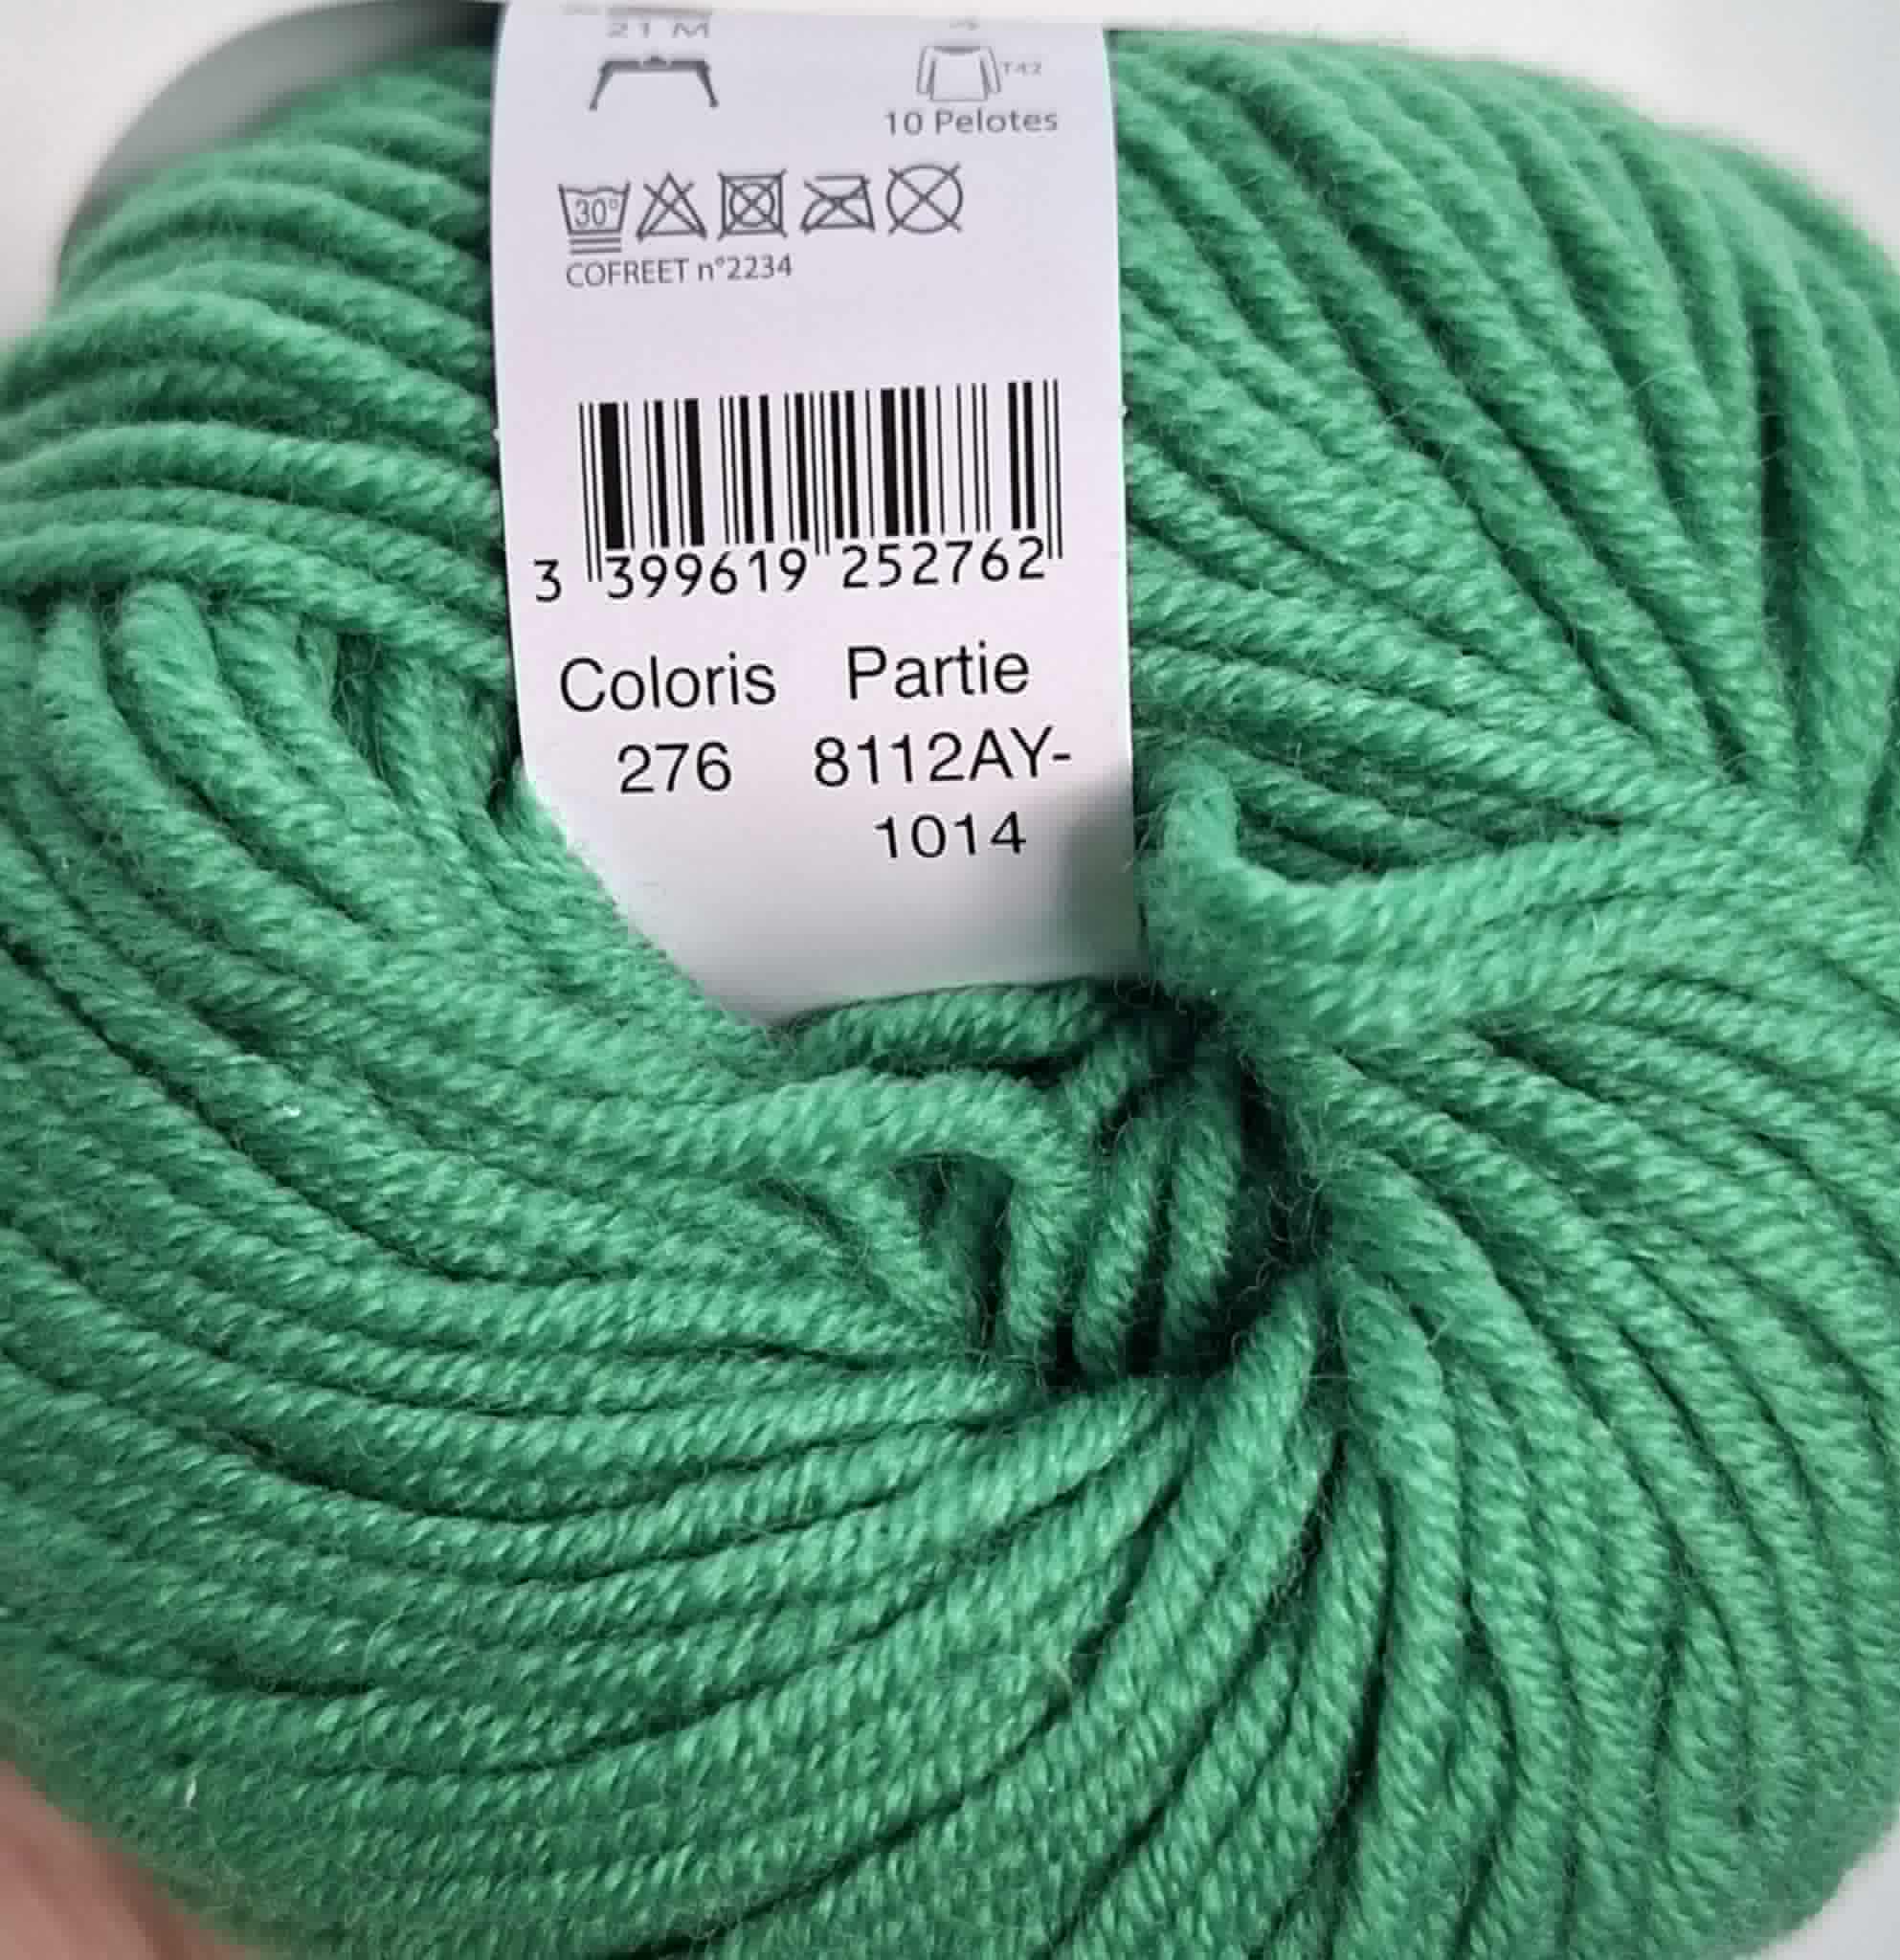 21 M
T42
10 Pelotes
30°
COFREET n°2234
3 399619 252762
Coloris Partie
276 8112AY-
1014